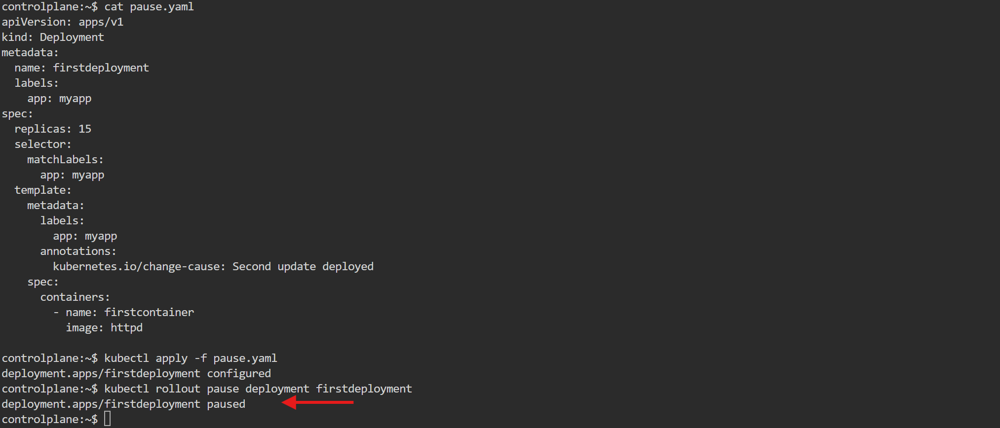 controlplane:~$ cat pause.yaml
apiVersion: apps/v1
kind: Deployment
metadata:
  name: firstdeployment
  labels:
    app: myapp
spec:
  replicas: 15
  selector:
    matchLabels:
      app: myapp
  template:
    metadata:
      labels:
        app: myapp
      annotations:
        kubernetes.io/change-cause: Second update deployed
    spec:
      containers:
        - name: firstcontainer
          image: httpd

controlplane:~$ kubectl apply -f pause.yaml
deployment.apps/firstdeployment configured
controlplane:~$ kubectl rollout pause deployment firstdeployment
deployment.apps/firstdeployment paused
controlplane:~$